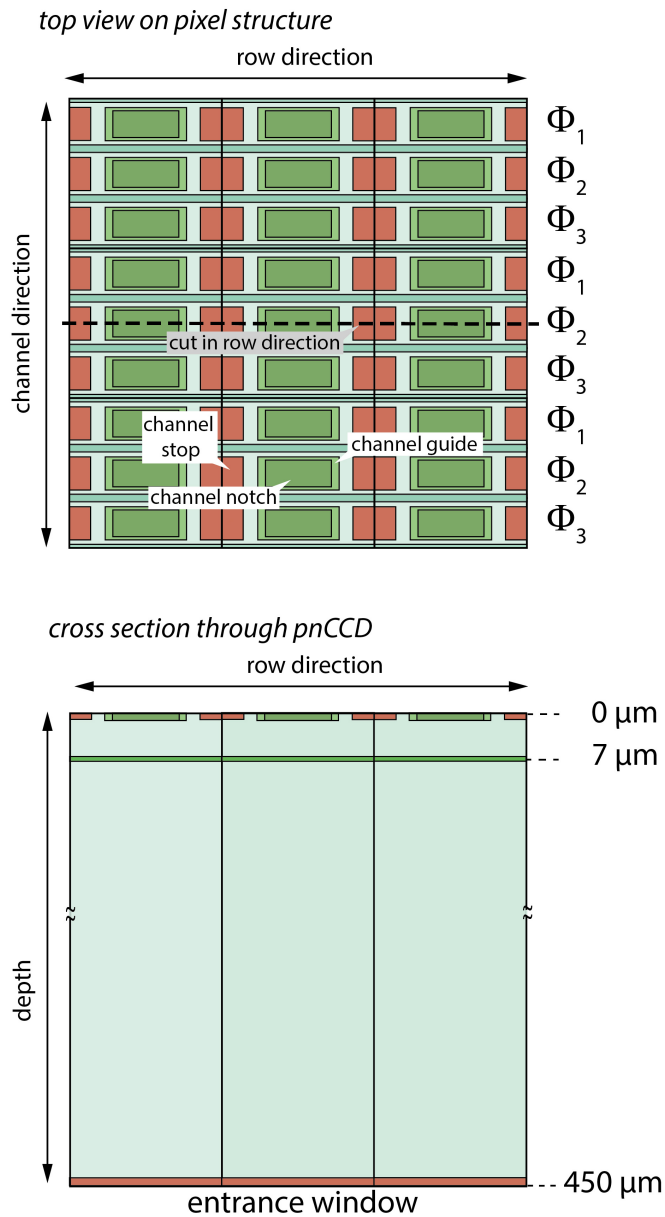 top view on pixel structure
row direction
channel direction
Φ1
Φ2
Φ3
Φ1
Φ2
cut in row direction
Φ3
Φ1
channel
stop
channel guide
Φ2
channel notch
Φ3
cross section through pnCCD
row direction
0 µm
7 µm
depth
450 µm
entrance window